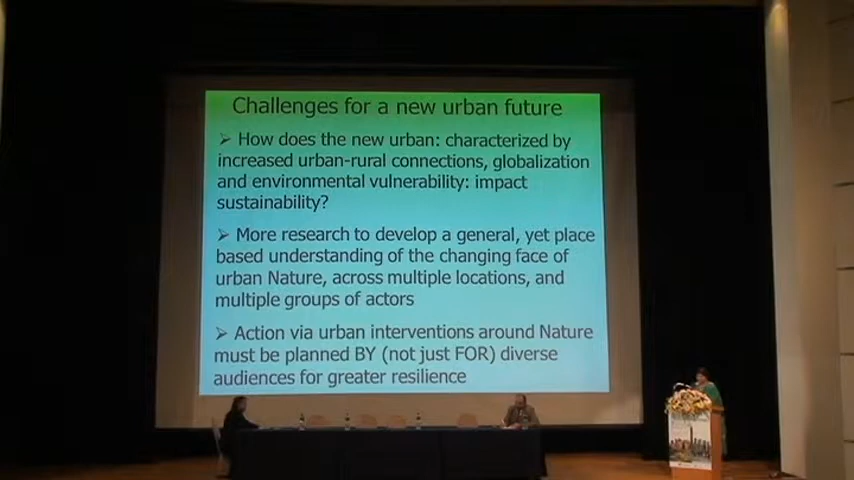 Challenges for a new urban future
➢ How does the new urban: characterized by
increased urban-rural connections, globalization
and environmental vulnerability: impact
sustainability?
➢ More research to develop a general, yet place
based understanding of the changing face of
urban Nature, across multiple locations, and
multiple groups of actors
➢ Action via urban interventions around Nature
must be planned BY (not just FOR) diverse
audiences for greater resilience